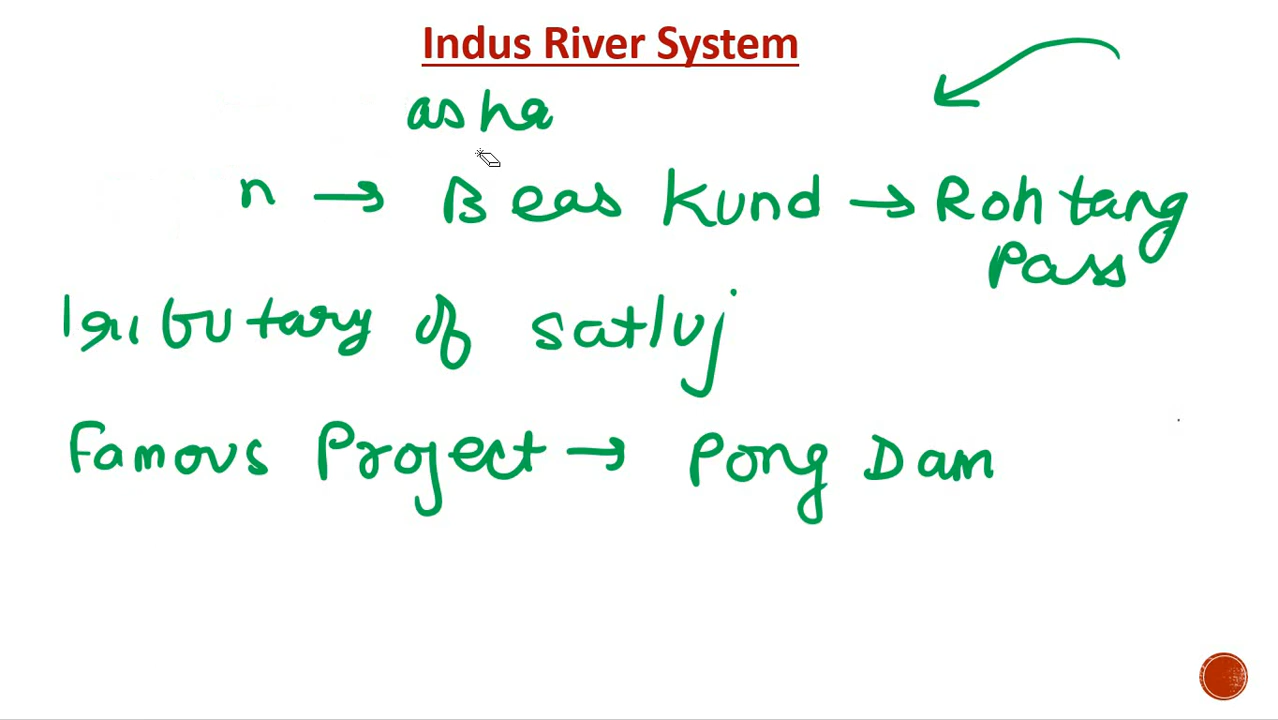 Indus River System
asha
n → Beas Kund → Rohtang
Pass
Tributary of satluj
Famous Project → Pong Dam